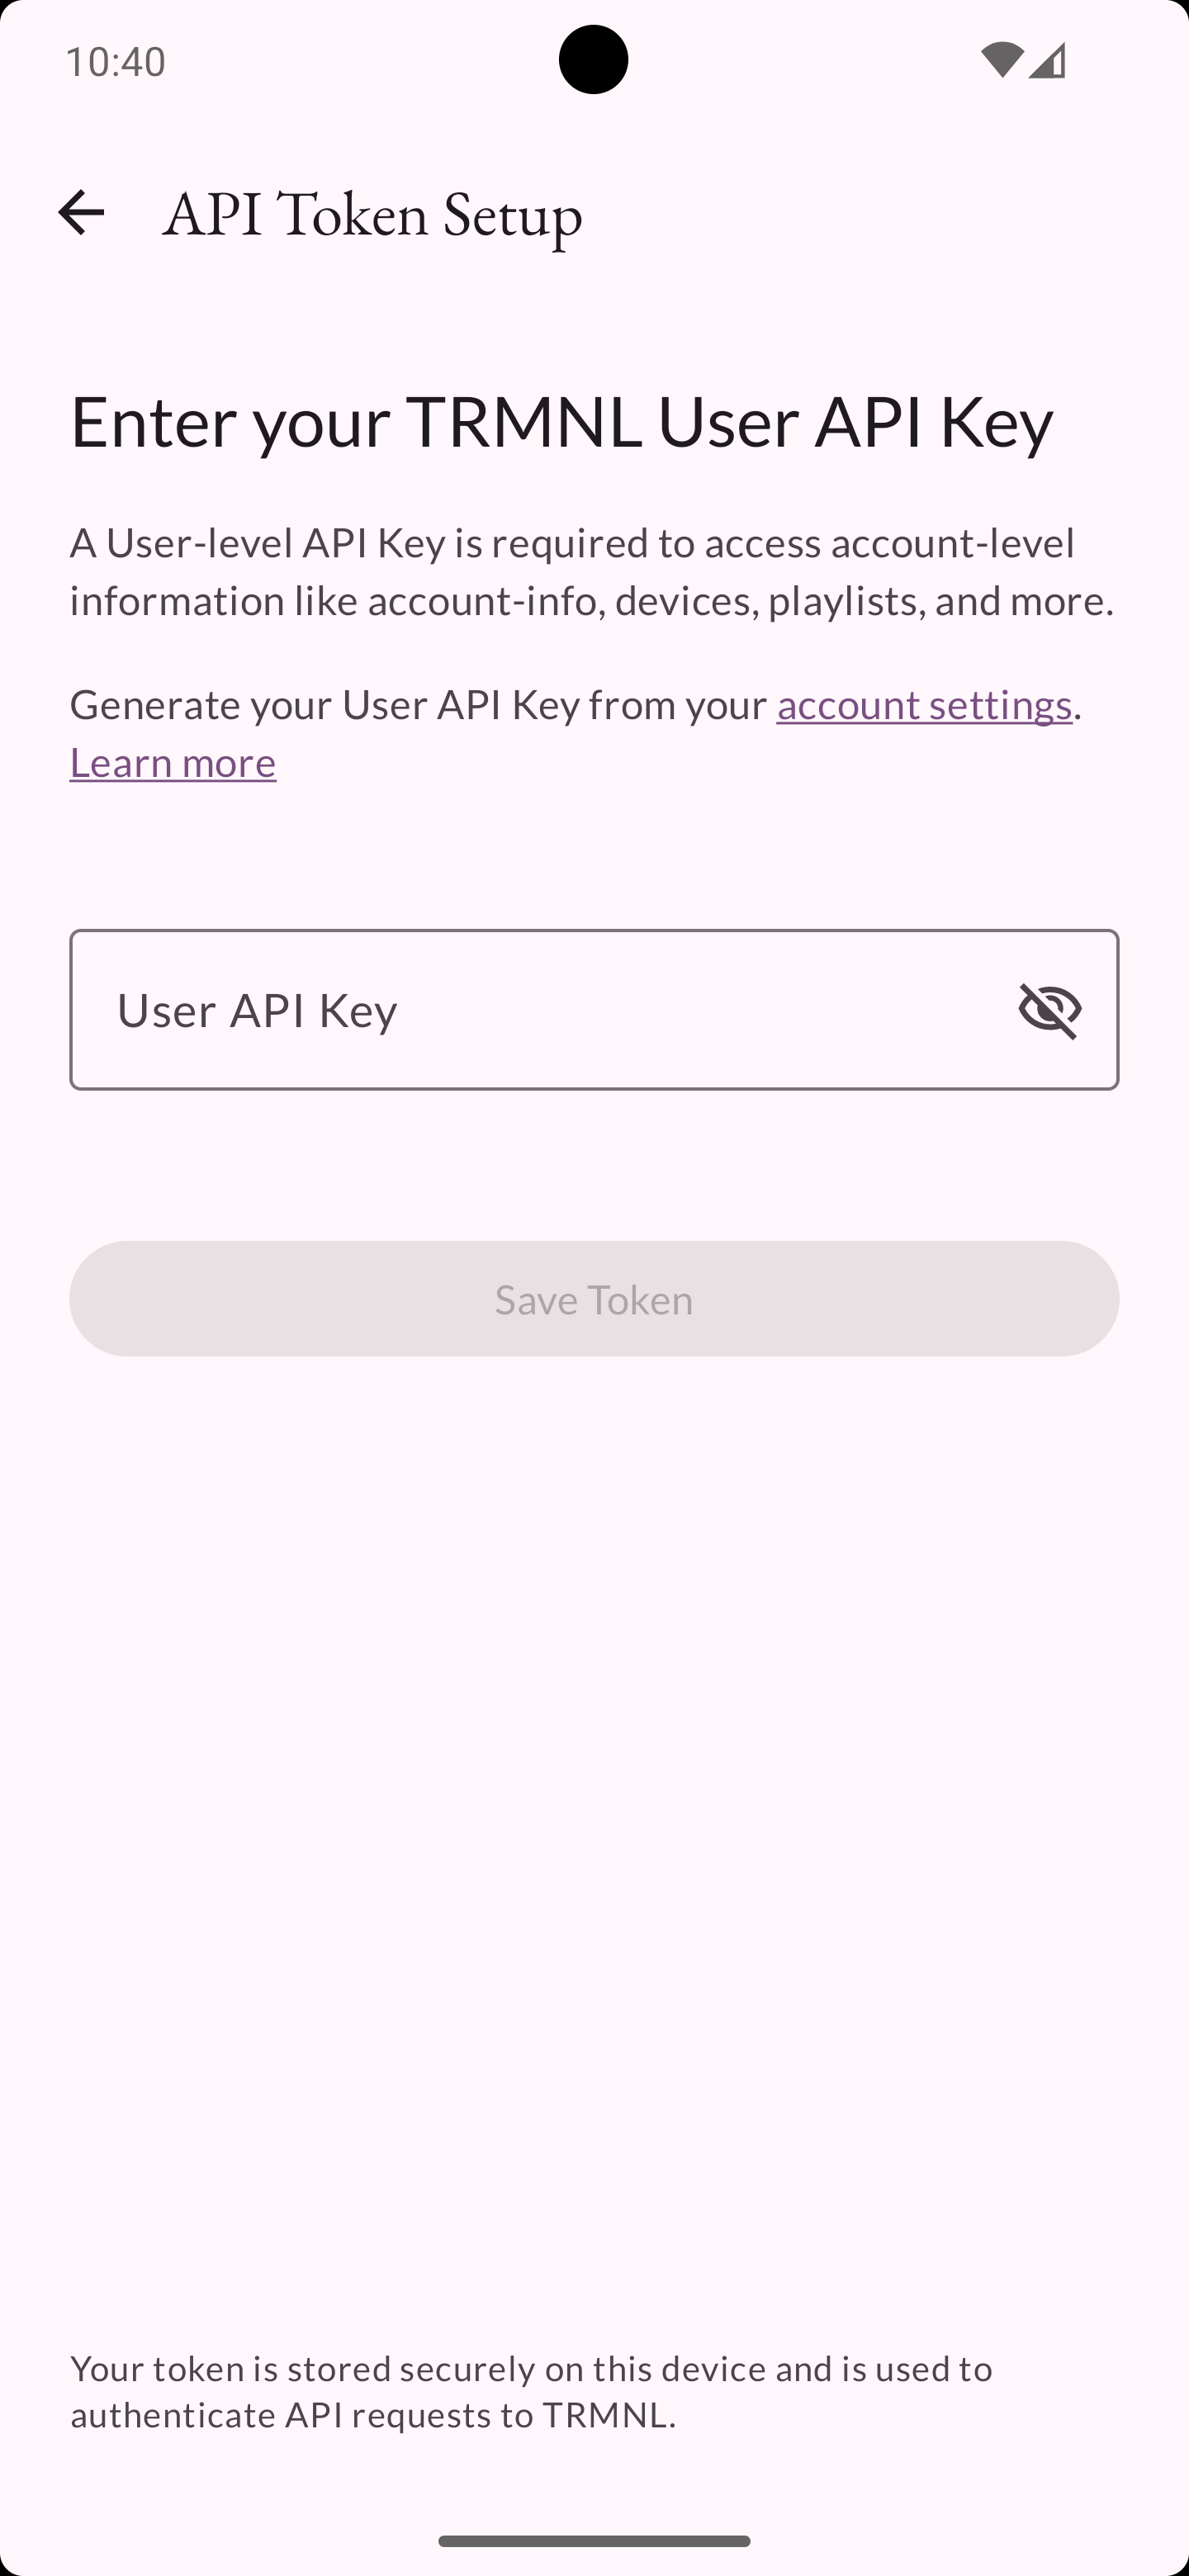 10:40
API Token Setup
Enter your TRMNL User API Key
A User-level API Key is required to access account-level
information like account-info, devices, playlists, and more.
Generate your User API Key from your account settings.
Learn more
User API Key
Save Token
Your token is stored securely on this device and is used to
authenticate API requests to TRMNL.